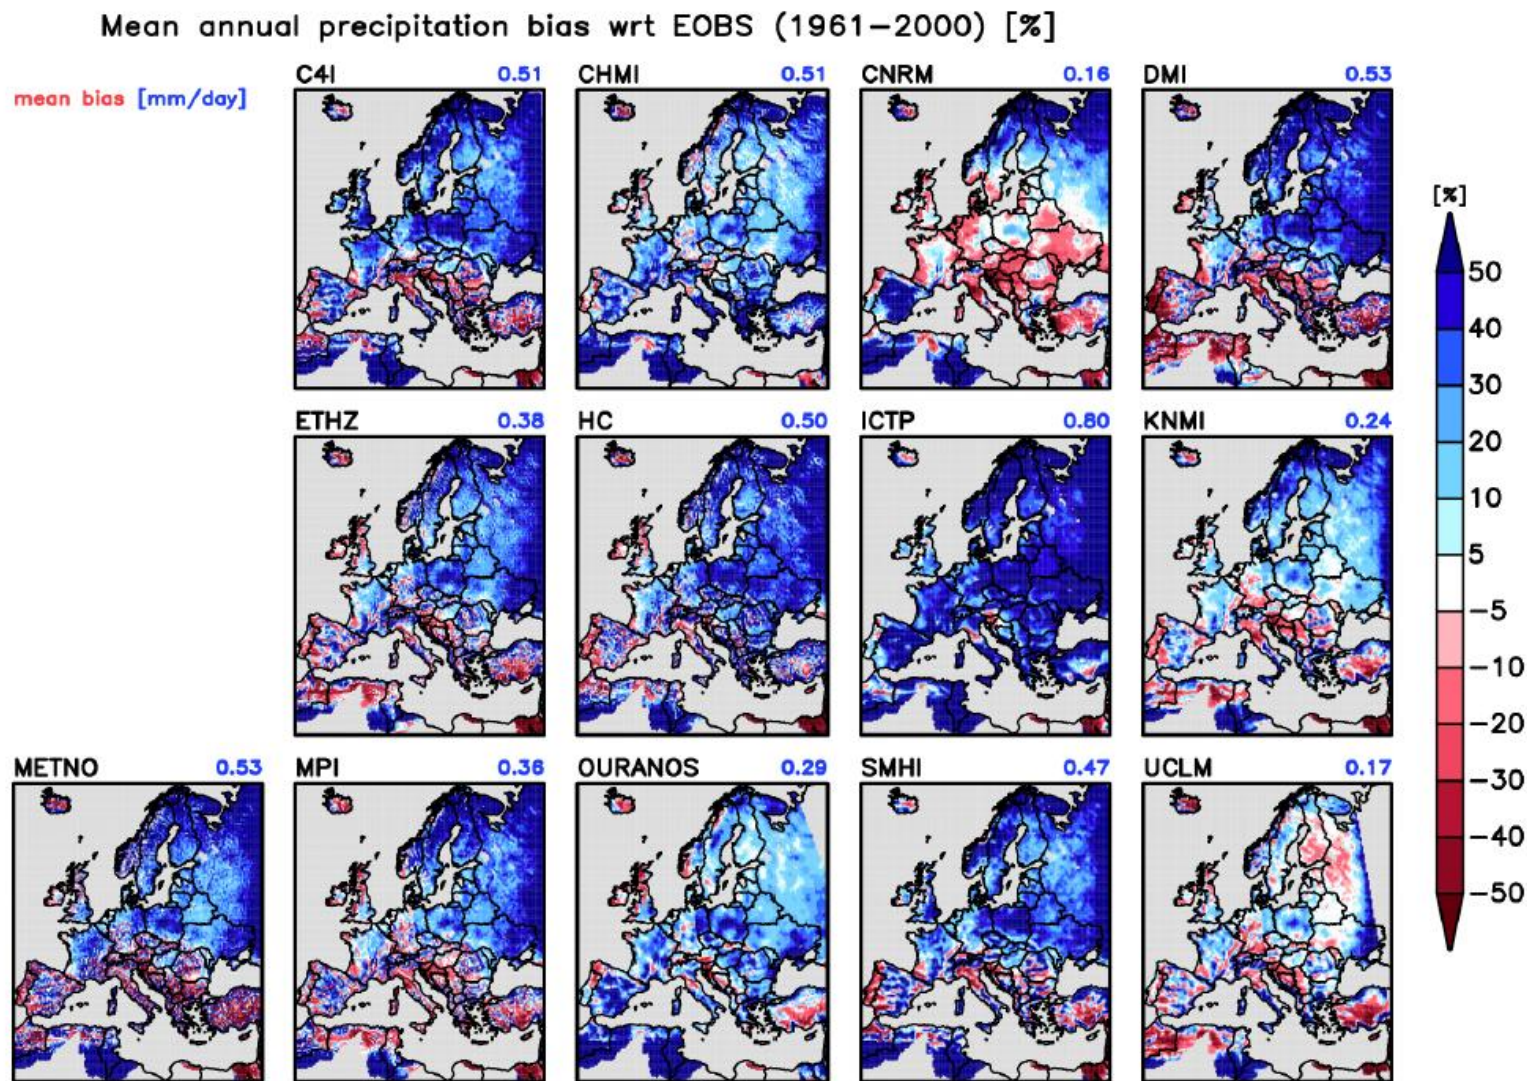 Mean annual precipitation bias wrt EOBS (1961-2000) [%]
mean bias [mm/day]
C4I 0.51
CHMI 0.51
CNRM 0.16
DMI 0.53
ETHZ 0.38
HC 0.50
ICTP 0.80
KNMI 0.24
METNO 0.53
MPI 0.36
OURANOS 0.29
SMHI 0.47
UCLM 0.17
[%]
50
40
30
20
10
5
-5
-10
-20
-30
-40
-50